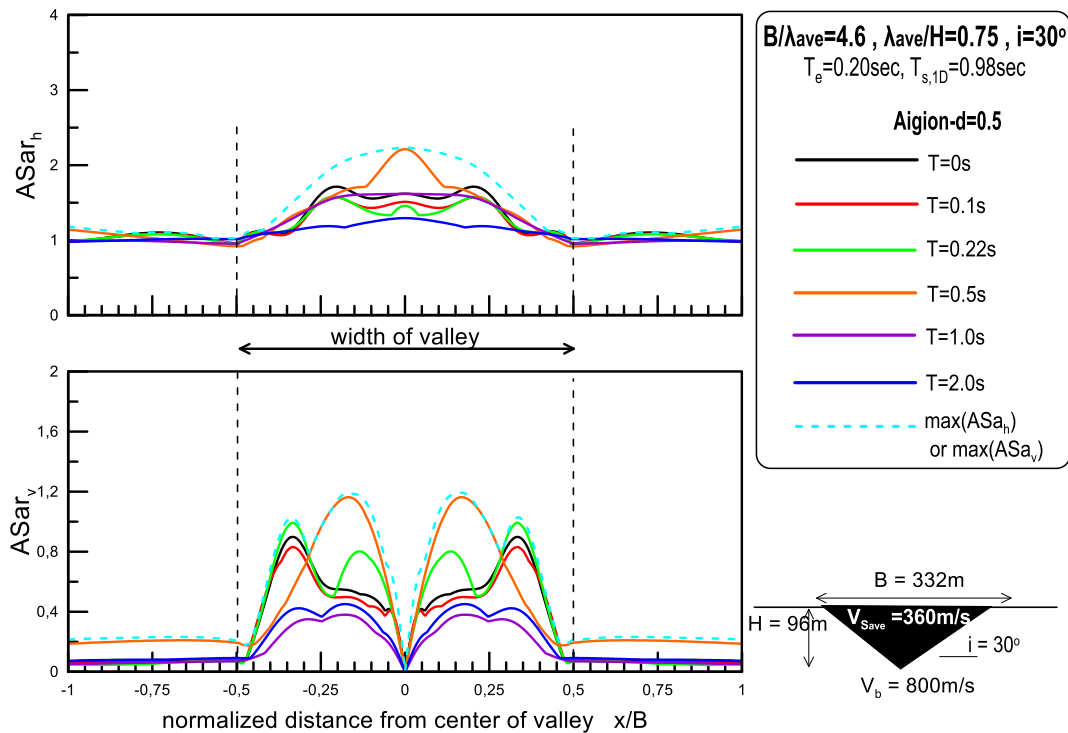 4
3
2
1
0
ASar_h
width of valley
2
1,6
1,2
0,8
0,4
0
ASar_v
-1
-0,75
-0,5
-0,25
0
0,25
0,5
0,75
1
normalized distance from center of valley x/B
B/λave=4.6 , λave/H=0.75 , i=30º
T_e=0.20sec, T_s,1D=0.98sec
Aigion-d=0.5
T=0s
T=0.1s
T=0.22s
T=0.5s
T=1.0s
T=2.0s
max(ASa_h)
or max(ASa_v)
B = 332m
H = 96m
V_Save =360m/s
i = 30º
V_b = 800m/s